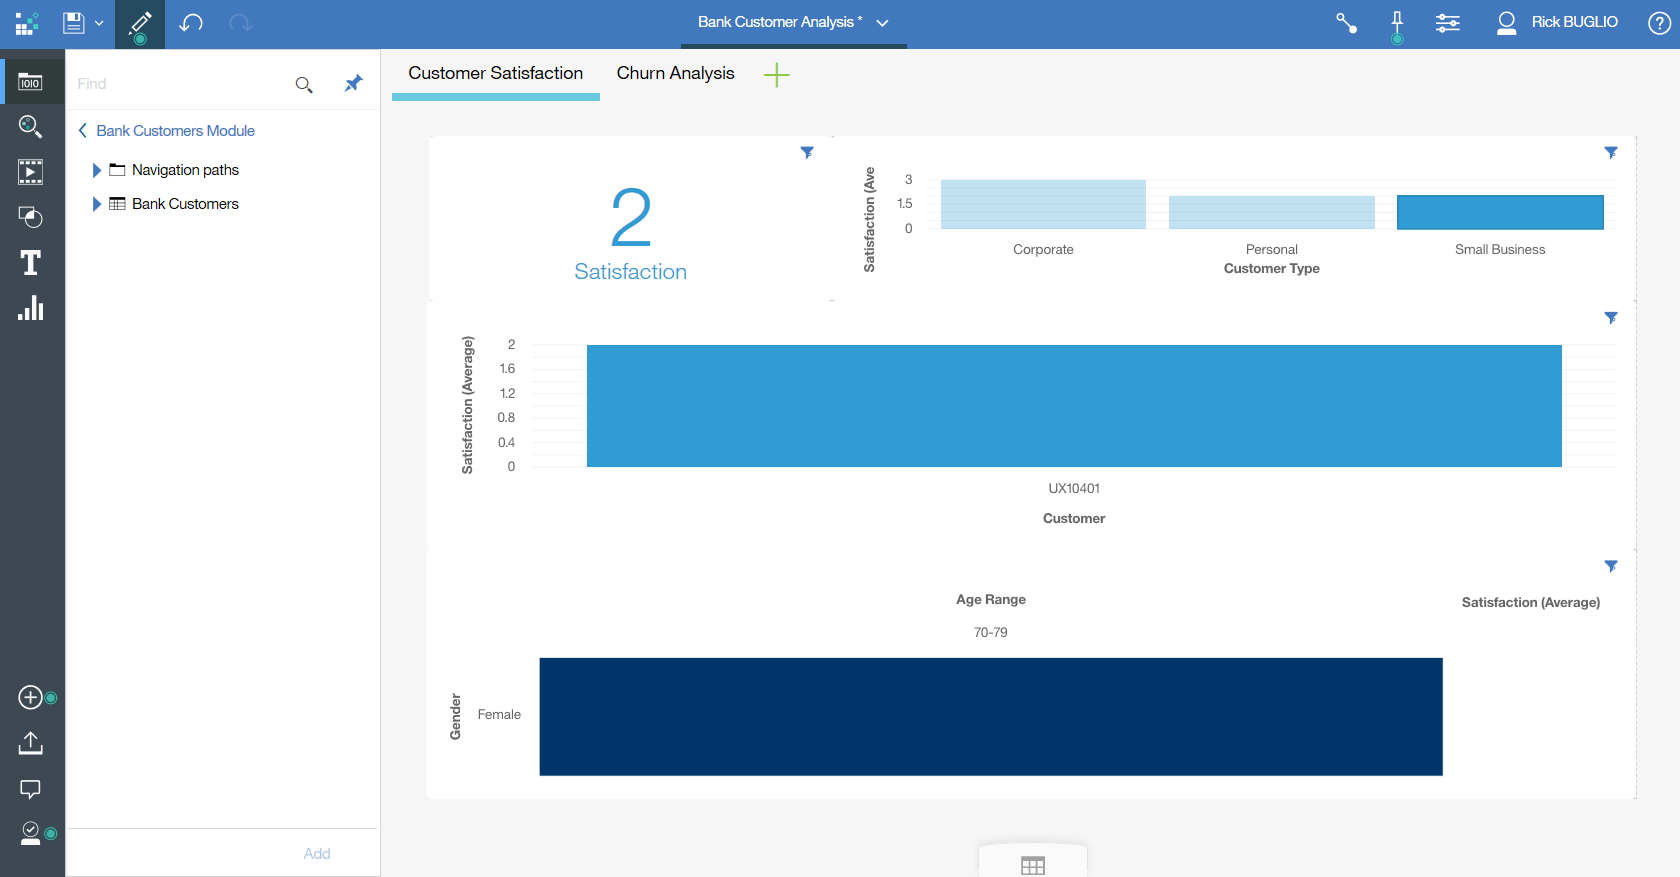 Bank Customer Analysis *
Rick BUGLIO
?
Find
Bank Customers Module
Navigation paths
Bank Customers
Add
Customer Satisfaction
Churn Analysis
2
Satisfaction
Satisfaction (Ave
3
1.5
0
Corporate
Personal
Small Business
Customer Type
Satisfaction (Average)
2
1.6
1.2
0.8
0.4
0
UX10401
Customer
Age Range
Satisfaction (Average)
70-79
Gender
Female
IOIO
T